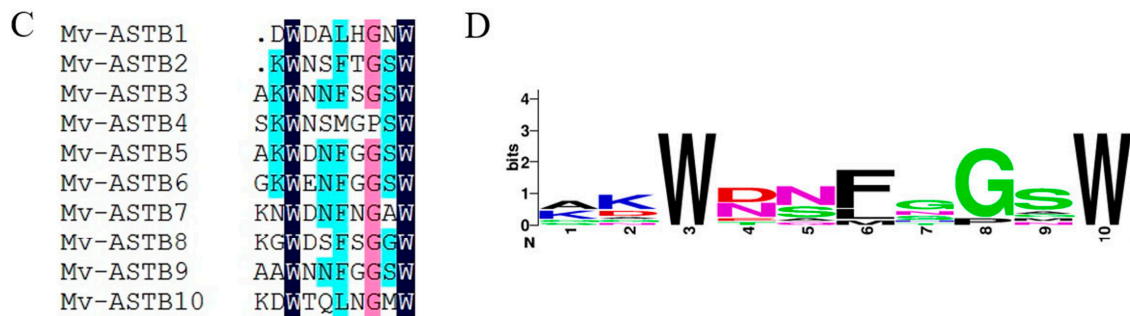 C
Mv-ASTB1 .DWDALHGNW
Mv-ASTB2 .KWNSFTGSW
Mv-ASTB3 AKWNNFSGSW
Mv-ASTB4 SKWNSMGPSW
Mv-ASTB5 AKWDNFGGSW
Mv-ASTB6 GKWENFGGSW
Mv-ASTB7 KNWDNFNGAW
Mv-ASTB8 KGWDSFSGGW
Mv-ASTB9 AAWNNFGGSW
Mv-ASTB10 KDWTQLNGMW
D
4
3
2
1
0
bits
A K W D N F G G S W
K D N S L N A
N 1 2 3 4 5 6 7 8 9 10